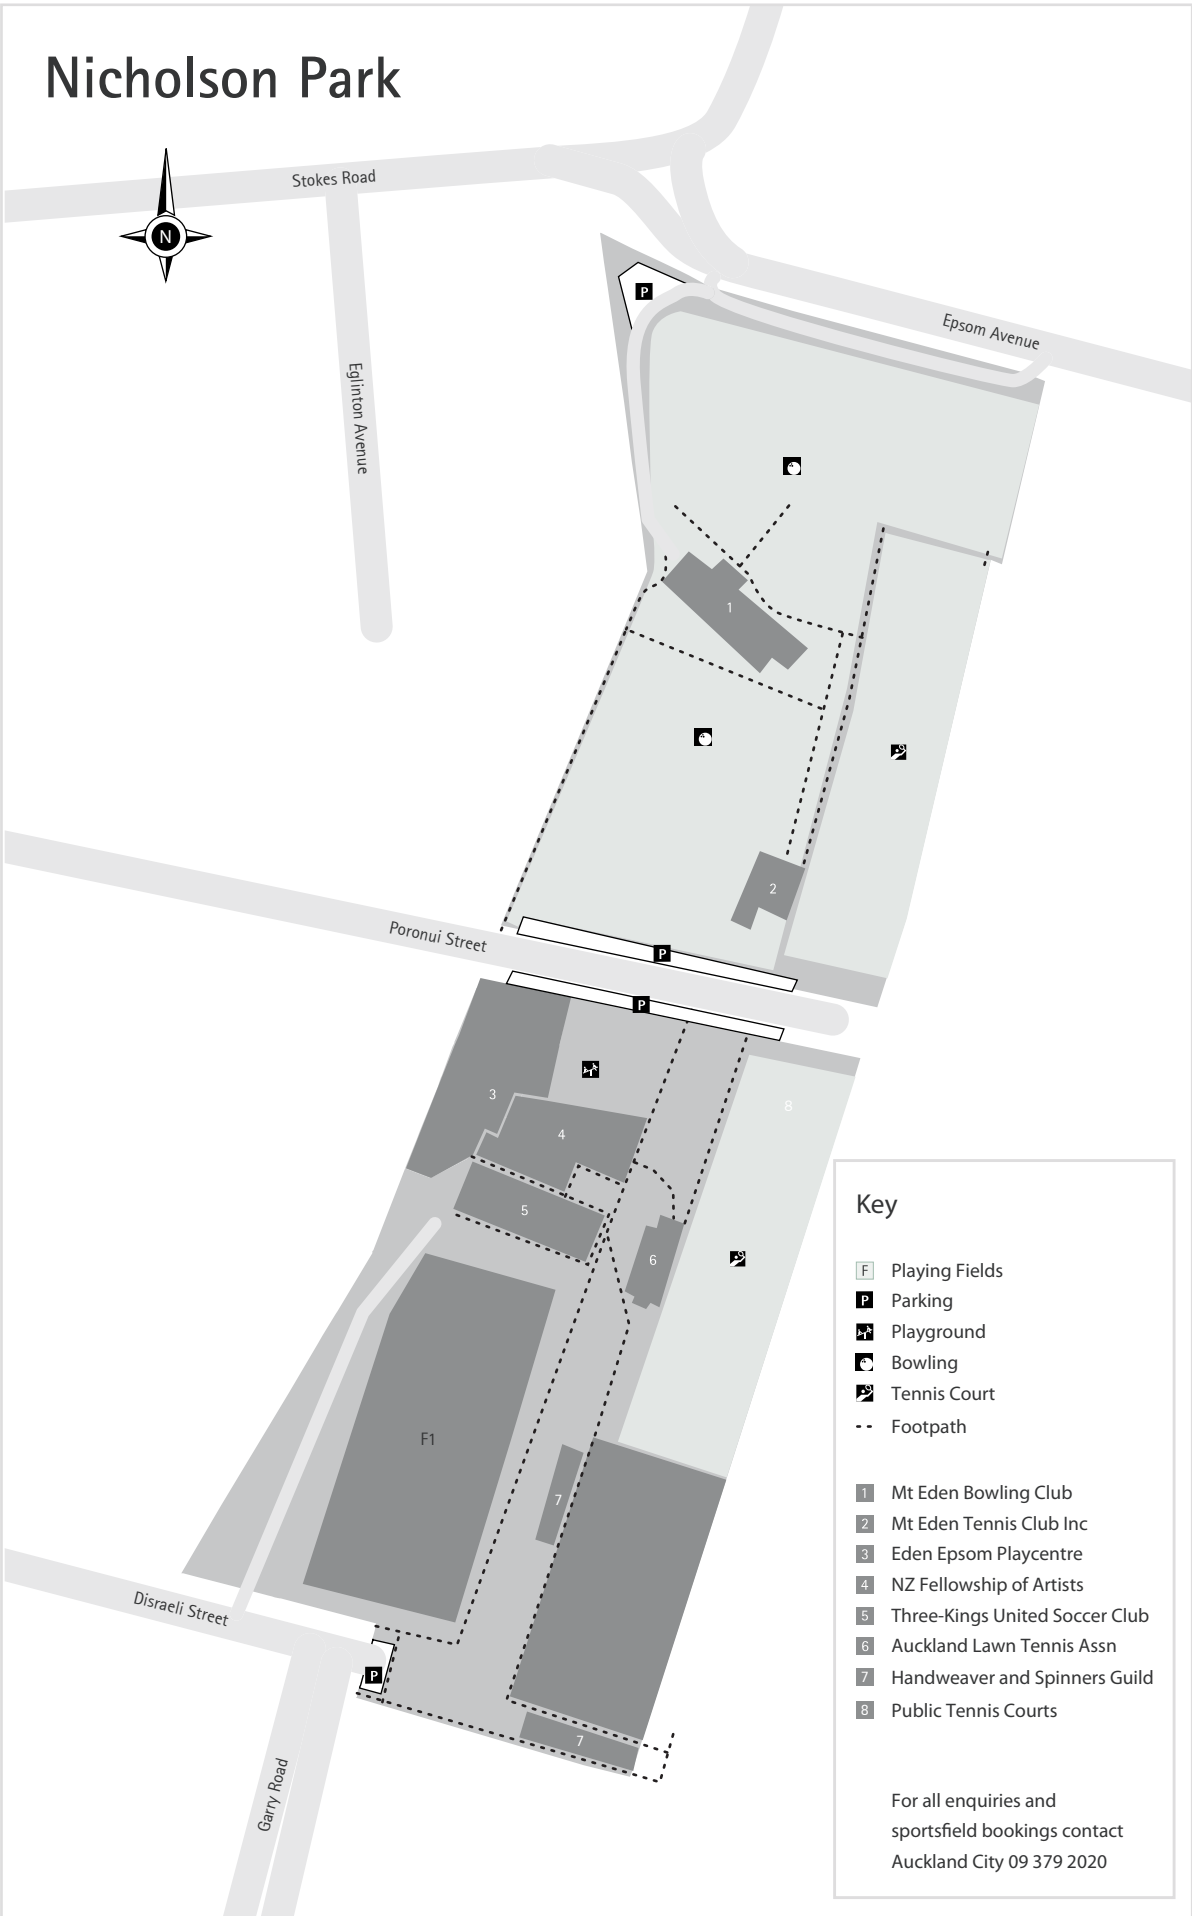 Nicholson Park
Stokes Road
N
P
Epsom Avenue
Eglinton Avenue
1
2
Poronui Street
P
P
3
8
4
5
6
F1
7
Disraeli Street
P
7
Garry Road
Key
F Playing Fields
P Parking
Playground
Bowling
Tennis Court
Footpath
1 Mt Eden Bowling Club
2 Mt Eden Tennis Club Inc
3 Eden Epsom Playcentre
4 NZ Fellowship of Artists
5 Three-Kings United Soccer Club
6 Auckland Lawn Tennis Assn
7 Handweaver and Spinners Guild
8 Public Tennis Courts
For all enquiries and
sportsfield bookings contact
Auckland City 09 379 2020